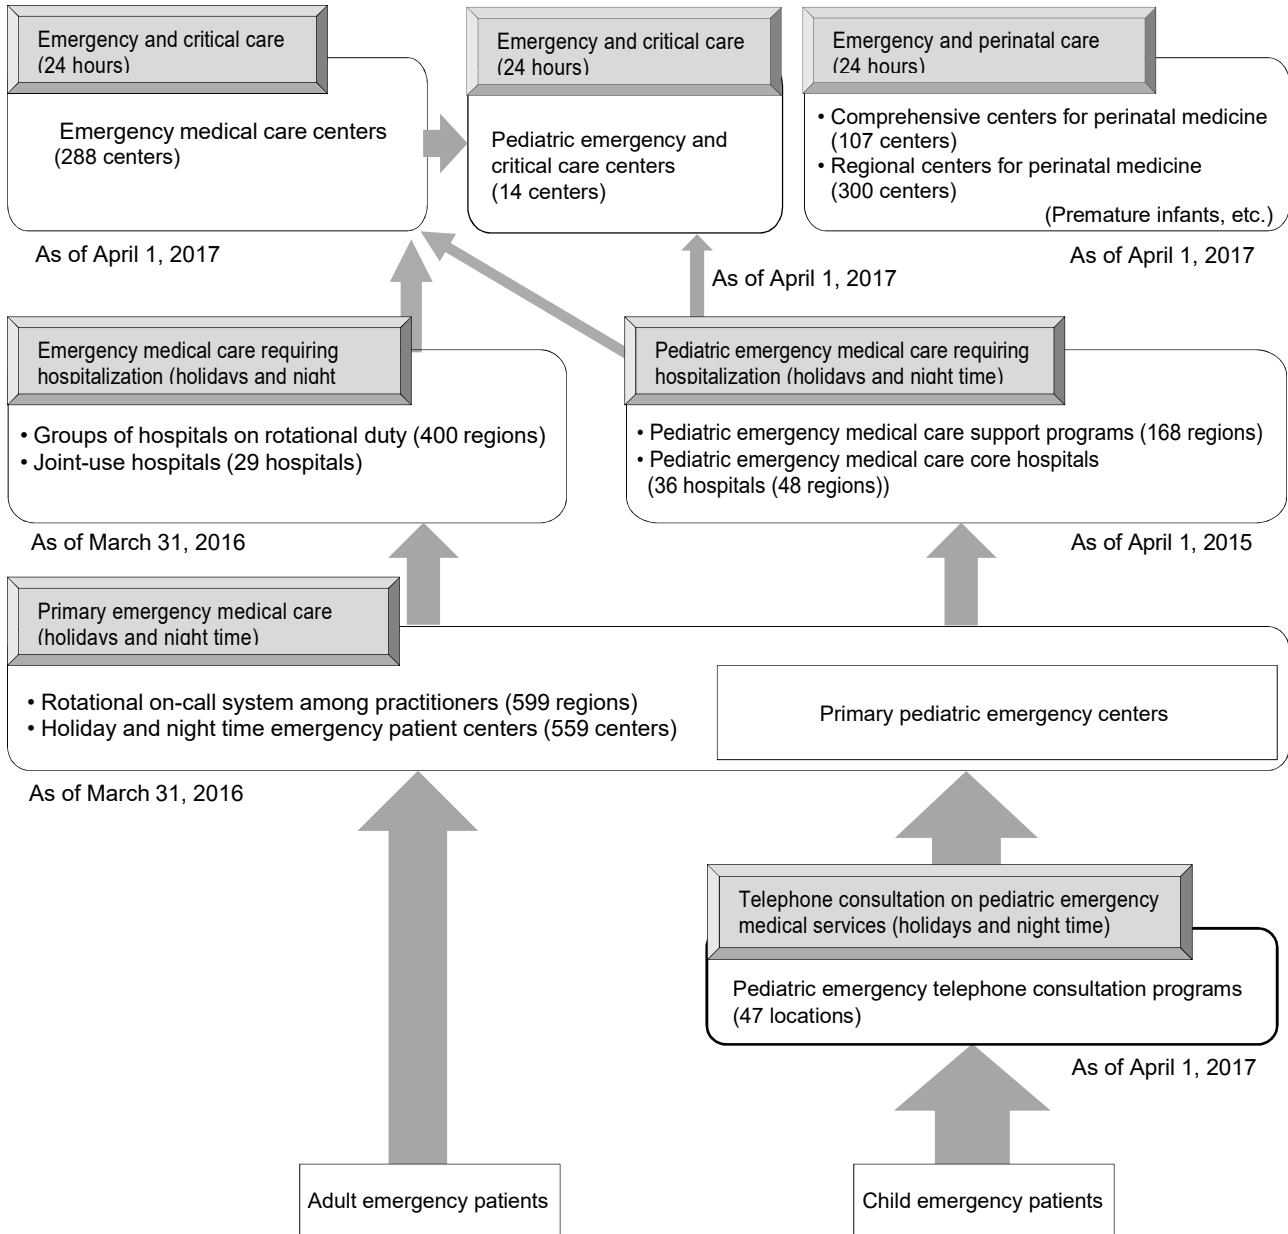 Emergency and critical care
(24 hours)
Emergency medical care centers
(288 centers)
As of April 1, 2017
Emergency and critical care
(24 hours)
Pediatric emergency and
critical care centers
(14 centers)
As of April 1, 2017
Emergency and perinatal care
(24 hours)
• Comprehensive centers for perinatal medicine
(107 centers)
• Regional centers for perinatal medicine
(300 centers)
(Premature infants, etc.)
As of April 1, 2017
Emergency medical care requiring
hospitalization (holidays and night
• Groups of hospitals on rotational duty (400 regions)
• Joint-use hospitals (29 hospitals)
As of March 31, 2016
Pediatric emergency medical care requiring
hospitalization (holidays and night time)
• Pediatric emergency medical care support programs (168 regions)
• Pediatric emergency medical care core hospitals
(36 hospitals (48 regions))
As of April 1, 2015
Primary emergency medical care
(holidays and night time)
• Rotational on-call system among practitioners (599 regions)
• Holiday and night time emergency patient centers (559 centers)
Primary pediatric emergency centers
As of March 31, 2016
Telephone consultation on pediatric emergency
medical services (holidays and night time)
Pediatric emergency telephone consultation programs
(47 locations)
As of April 1, 2017
Adult emergency patients
Child emergency patients